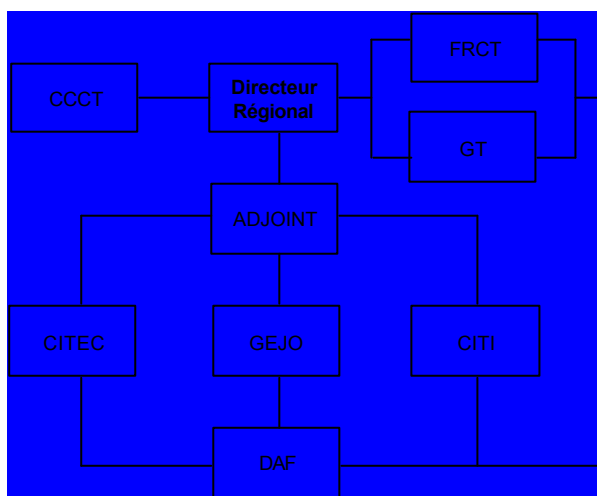 FRCT
CCCT
Directeur
Régional
GT
ADJOINT
CITEC
GEJO
CITI
DAF